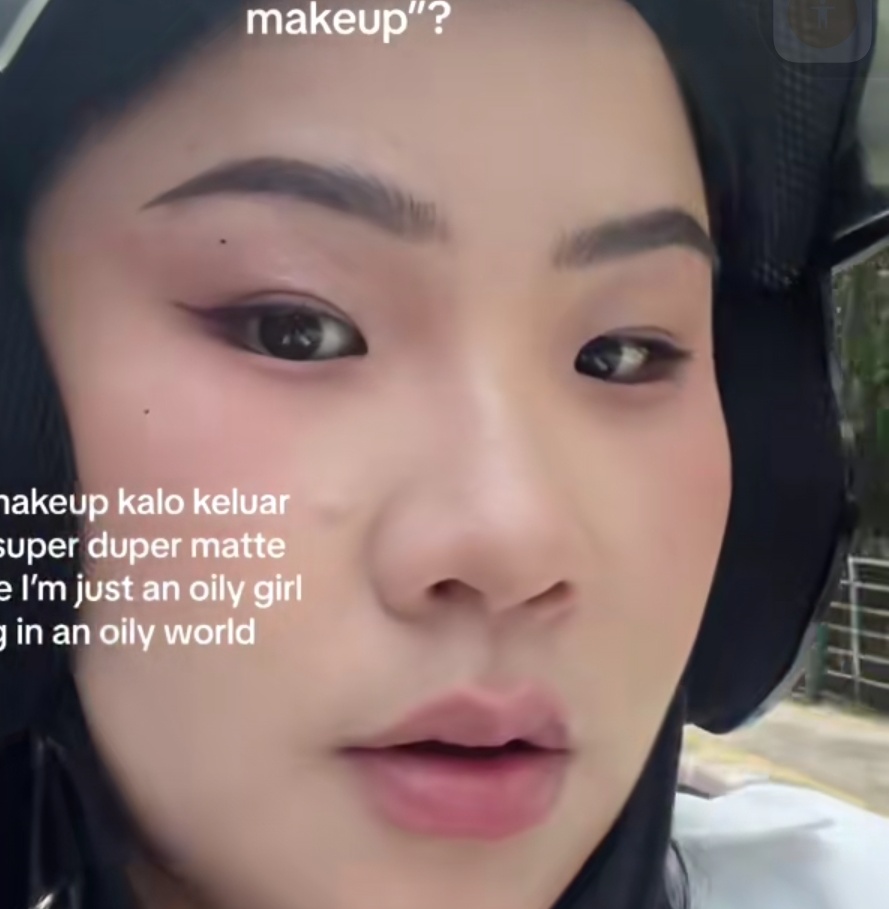 makeup"?
makeup kalo keluar
super duper matte
I'm just an oily girl
in an oily world